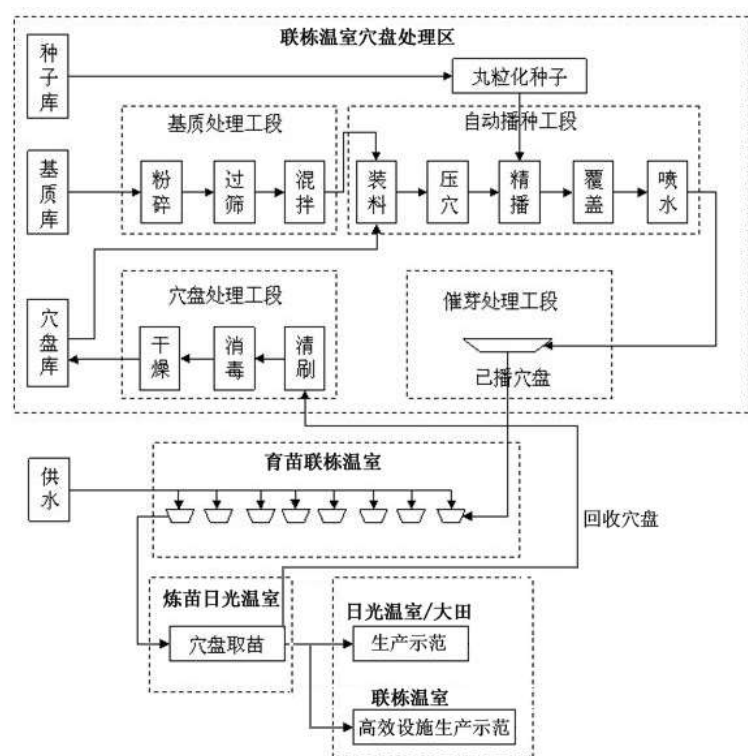 联栋温室穴盘处理区
种子库
丸粒化种子
基质处理工段
自动播种工段
基质库
粉碎
过筛
混拌
装料
压穴
精播
覆盖
喷水
穴盘处理工段
催芽处理工段
穴盘库
干燥
消毒
清刷
已播穴盘
育苗联栋温室
供水
回收穴盘
炼苗日光温室
日光温室/大田
穴盘取苗
生产示范
联栋温室
高效设施生产示范